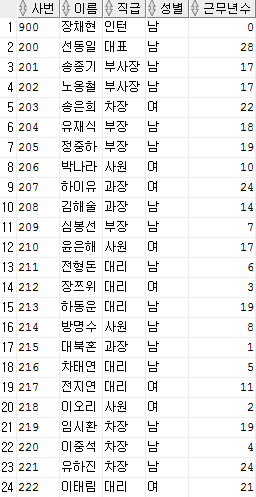 사번 이름 직급 성별 근무년수
1 900 장채현 인턴 남 0
2 200 선동일 대표 남 28
3 201 송종기 부사장 남 17
4 202 노옹철 부사장 남 17
5 203 송은희 차장 여 22
6 204 유재식 부장 남 18
7 205 정중하 부장 남 19
8 206 박나라 사원 여 10
9 207 하이유 과장 여 24
10 208 김해술 과장 남 14
11 209 심봉선 부장 남 7
12 210 윤은해 사원 여 17
13 211 전형돈 대리 남 6
14 212 장쯔위 대리 여 3
15 213 하동운 대리 남 19
16 214 방명수 사원 남 8
17 215 대북혼 과장 남 1
18 216 차태연 대리 남 5
19 217 전지연 대리 여 11
20 218 이오리 사원 여 2
21 219 임시환 차장 남 19
22 220 이중석 차장 남 4
23 221 유하진 차장 남 24
24 222 이태림 대리 여 21